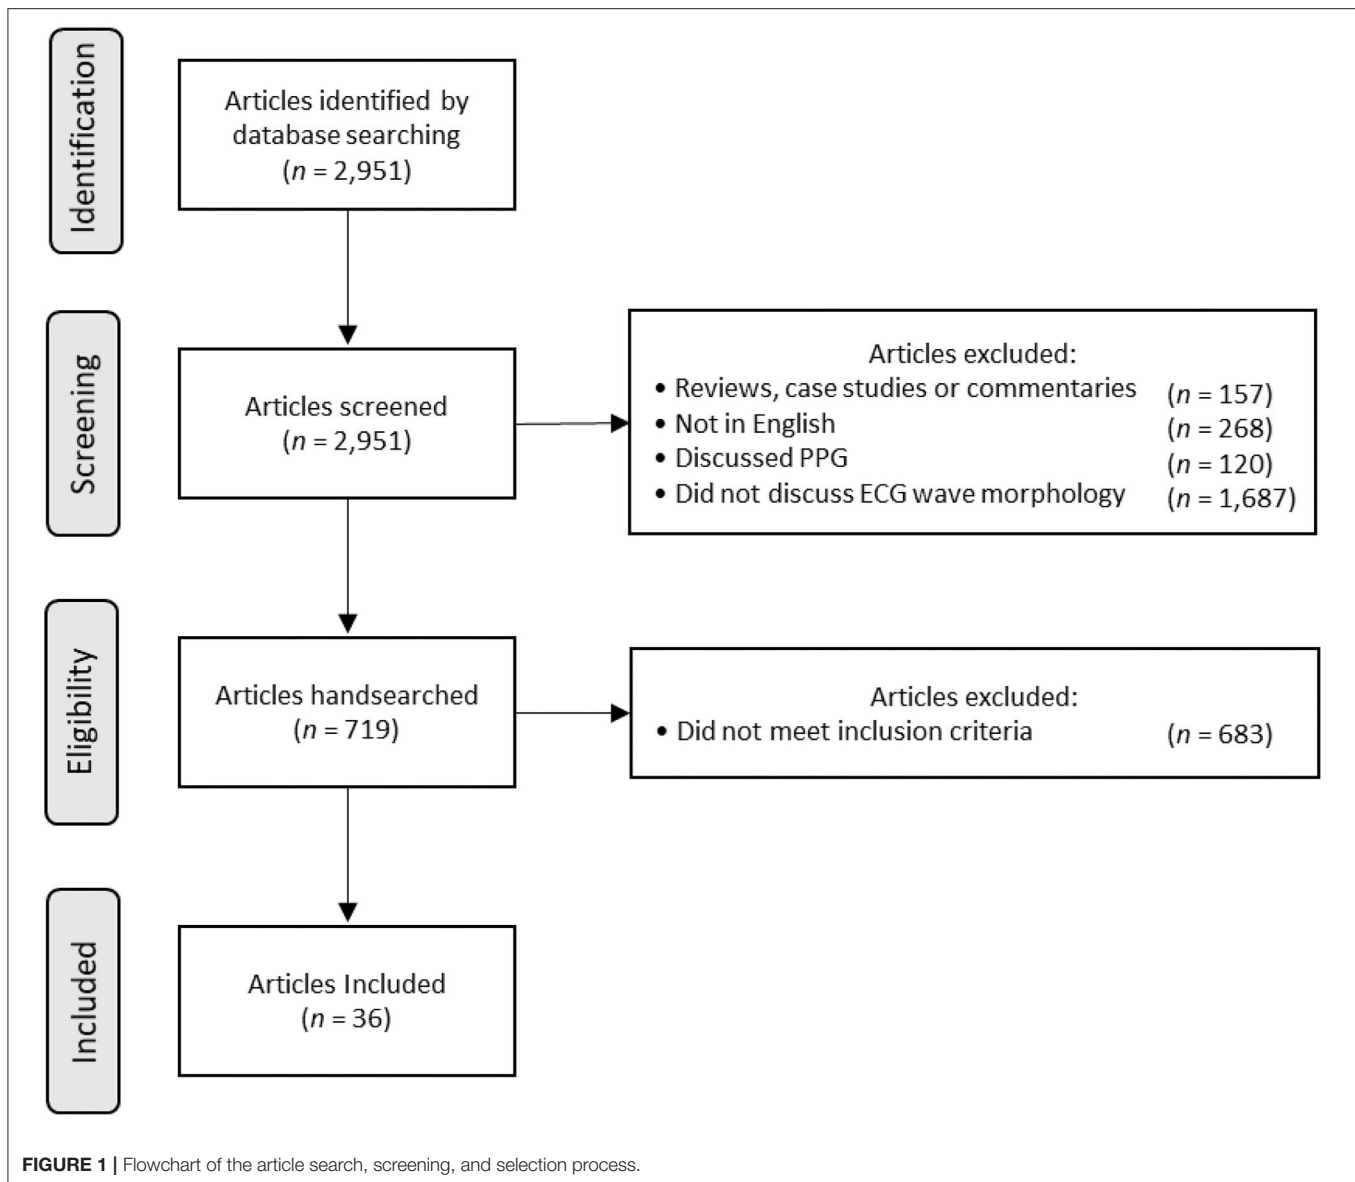 Identification
Articles identified by
database searching
(n = 2,951)
Screening
Articles screened
(n = 2,951)
Articles excluded:
• Reviews, case studies or commentaries (n = 157)
• Not in English (n = 268)
• Discussed PPG (n = 120)
• Did not discuss ECG wave morphology (n = 1,687)
Eligibility
Articles handsearched
(n = 719)
Articles excluded:
• Did not meet inclusion criteria (n = 683)
Included
Articles Included
(n = 36)
FIGURE 1 | Flowchart of the article search, screening, and selection process.